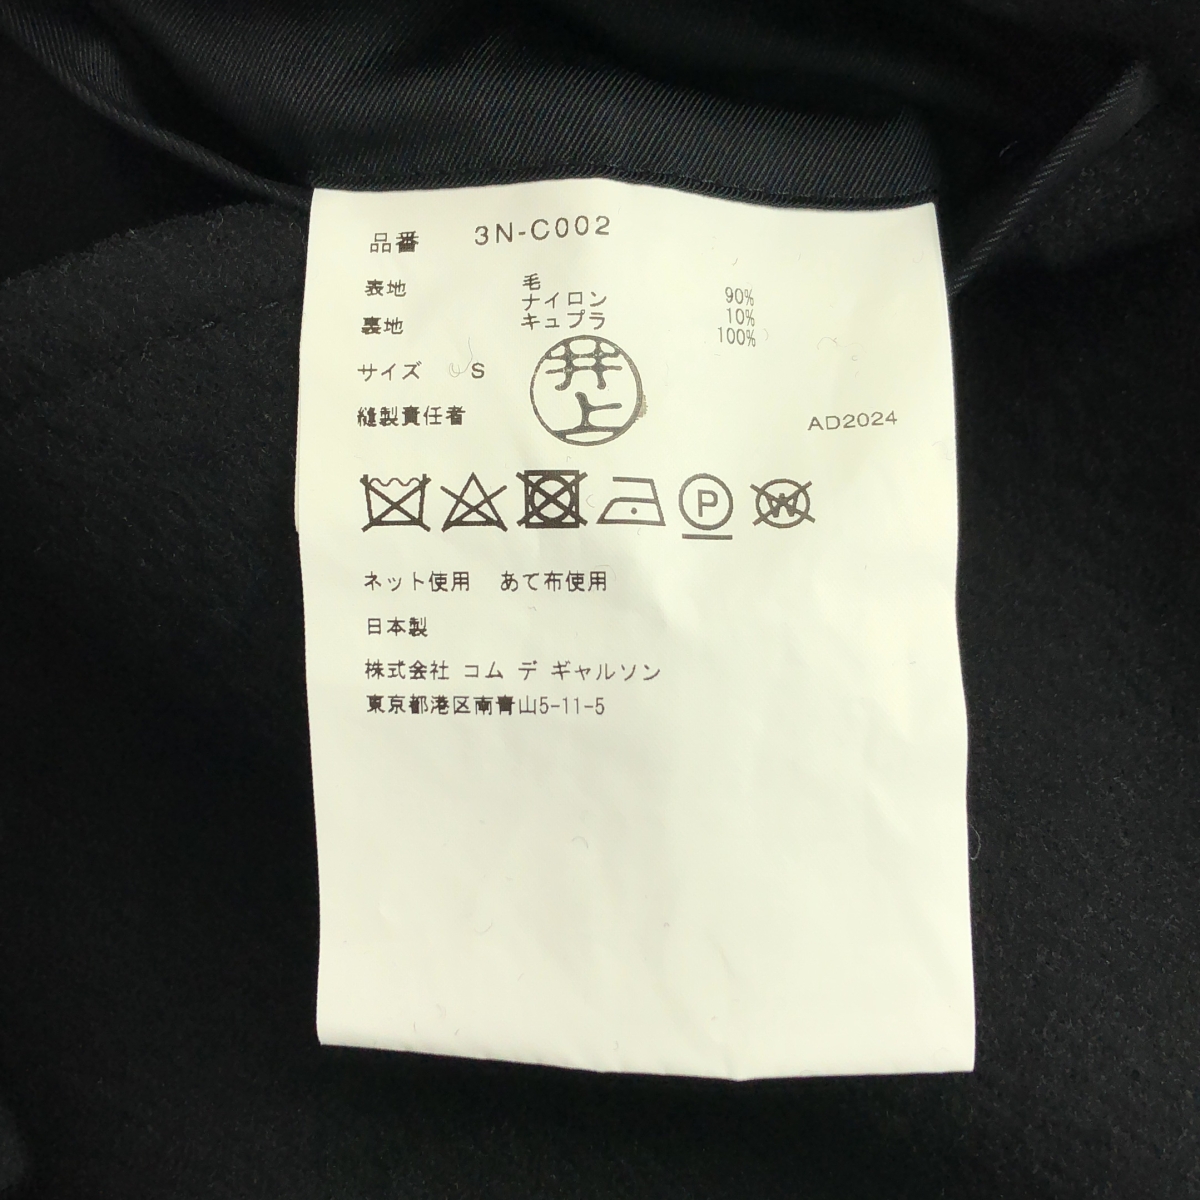 品番 3N-C002
表地 毛 90%
ナイロン 10%
裏地 キュプラ 100%
サイズ S
井上
縫製責任者
AD2024
P W
ネット使用 あて布使用
日本製
株式会社 コム デ ギャルソン
東京都港区南青山5-11-5